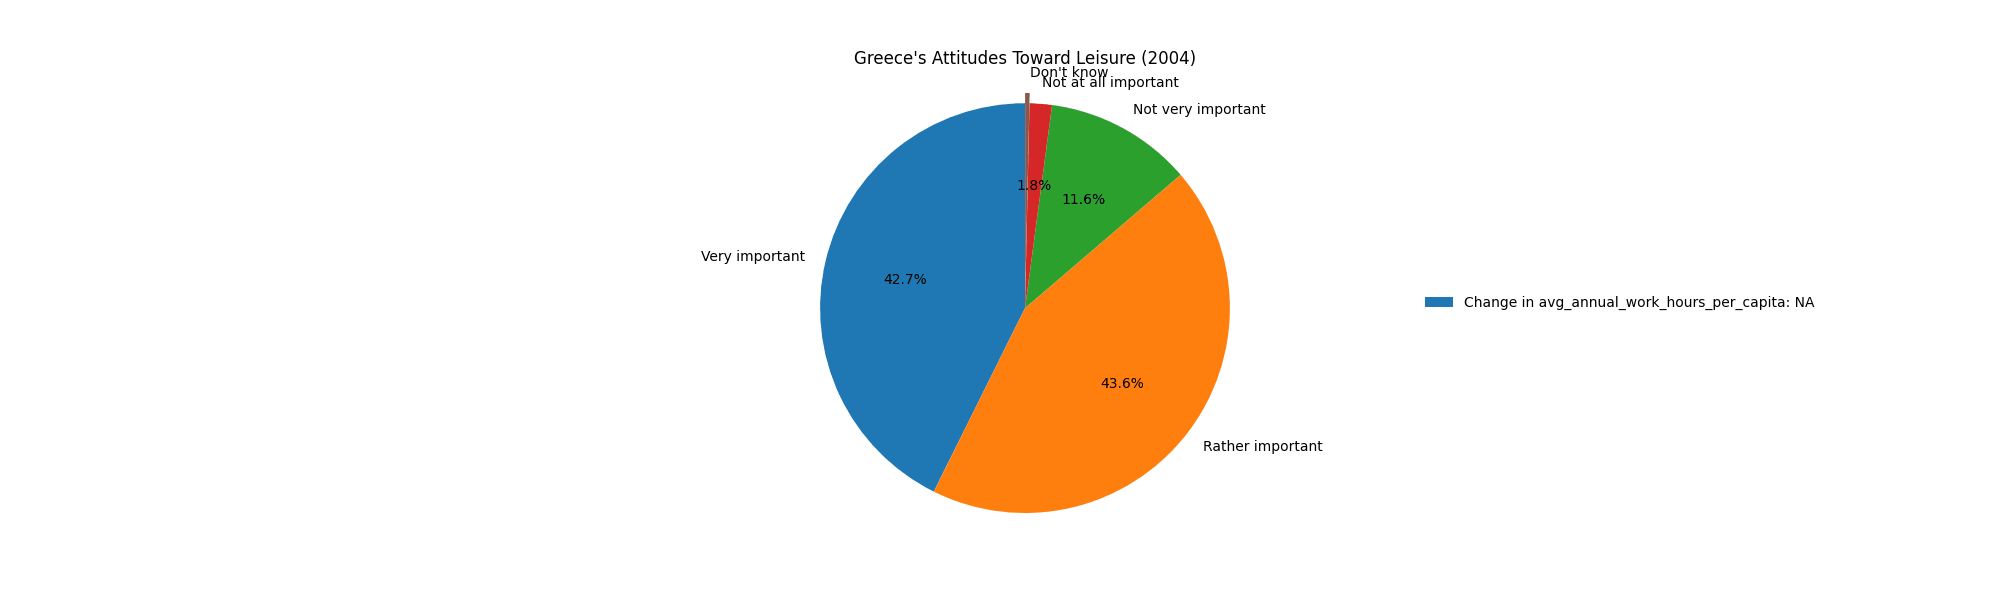 Greece's Attitudes Toward Leisure (2004)
Don't know
Not at all important
Not very important
1.8%
11.6%
Very important
42.7%
Change in avg_annual_work_hours_per_capita: NA
43.6%
Rather important